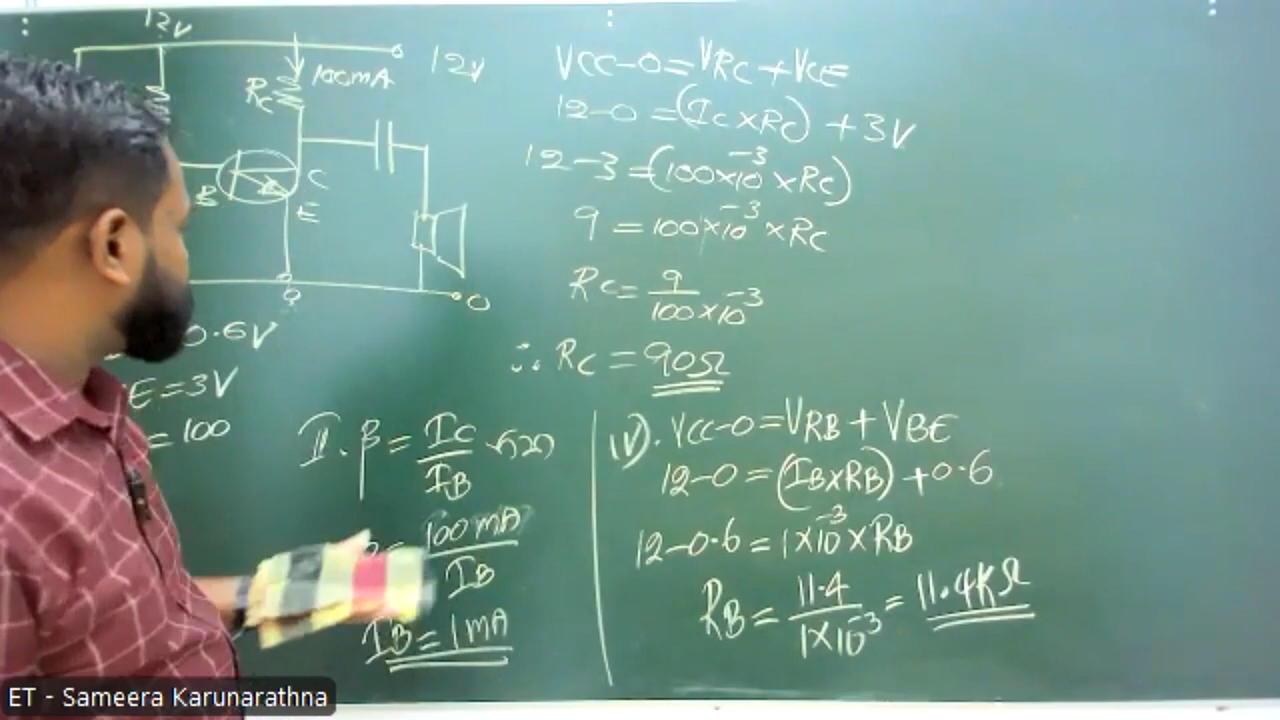 12V
12V
100mA
Rc
B
C
E
0
0.6V
E=3V
=100
VCC-0=VRC+VCE
12-0=(Ic×Rc)+3V
12-3=(100×10⁻³×Rc)
9=100×10⁻³×Rc
Rc=9/100×10⁻³
∴Rc=90Ω
II. β=Ic/IB
100mA/IB
IB=1mA
IV). VCC-0=VRB+VBE
12-0=(IB×RB)+0.6
12-0.6=1×10⁻³×RB
RB=11.4/1×10⁻³=11.4KΩ
ET - Sameera Karunarathna